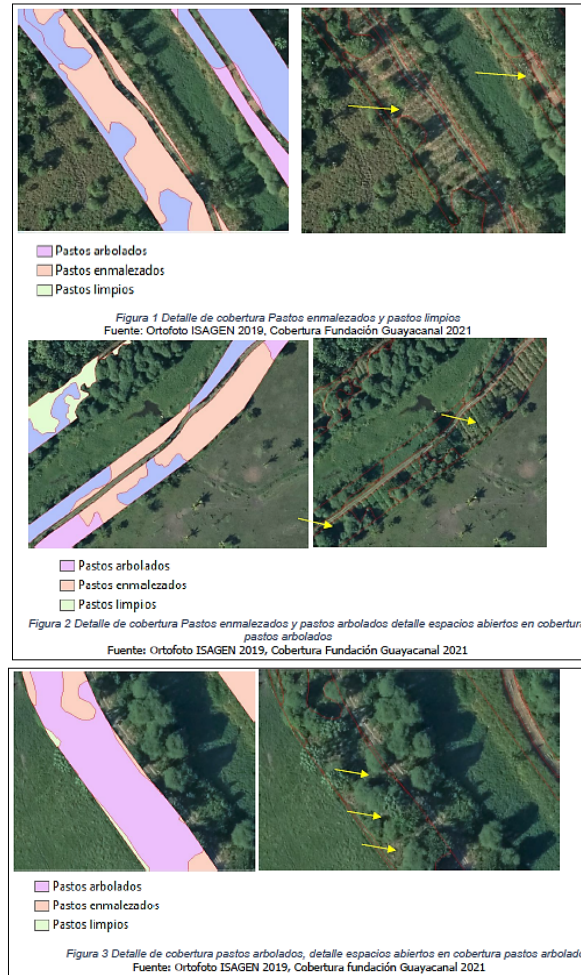 Pastos arbolados
Pastos enmalezados
Pastos limpios
Figura 1 Detalle de cobertura Pastos enmalezados y pastos limpios
Fuente: Ortofoto ISAGEN 2019, Cobertura Fundación Guayacanal 2021
Pastos arbolados
Pastos enmalezados
Pastos limpios
Figura 2 Detalle de cobertura Pastos enmalezados y pastos arbolados detalle espacios abiertos en cobertura
pastos arbolados
Fuente: Ortofoto ISAGEN 2019, Cobertura Fundación Guayacanal 2021
Pastos arbolados
Pastos enmalezados
Pastos limpios
Figura 3 Detalle de cobertura pastos arbolados, detalle espacios abiertos en cobertura pastos arbolado
Fuente: Ortofoto ISAGEN 2019, Cobertura fundación Guayacanal 2021